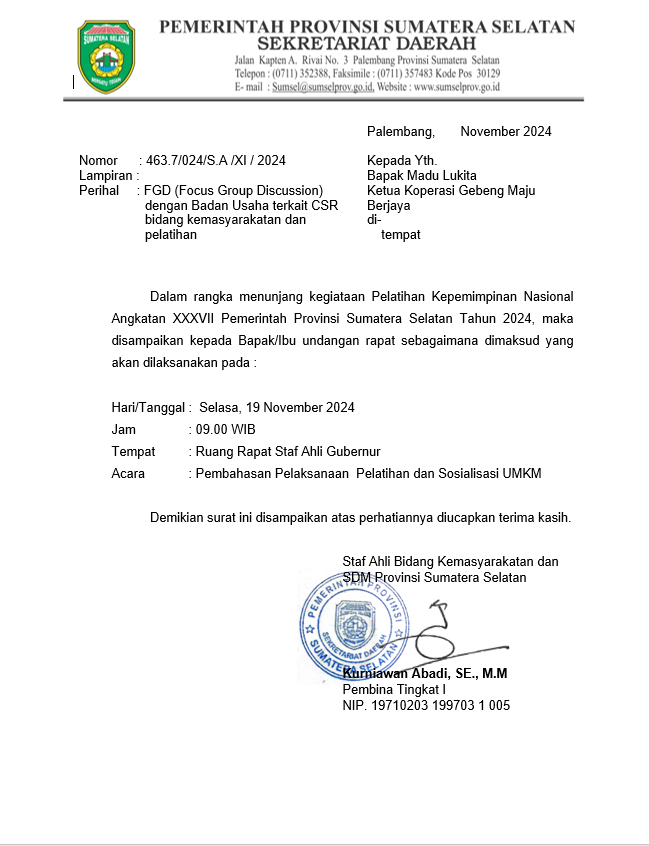 SUMATERA SELATAN
BERSATU TEGUH
PEMERINTAH PROVINSI SUMATERA SELATAN
SEKRETARIAT DAERAH
Jalan Kapten A. Rivai No. 3 Palembang Provinsi Sumatera Selatan
Telepon : (0711) 352388, Faksimile : (0711) 357483 Kode Pos 30129
E- mail : Sumsel@sumselprov.go.id, Website : www.sumselprov.go.id
Palembang, November 2024
Nomor : 463.7/024/S.A /XI / 2024
Lampiran :
Perihal : FGD (Focus Group Discussion)
dengan Badan Usaha terkait CSR
bidang kemasyarakatan dan
pelatihan
Kepada Yth.
Bapak Madu Lukita
Ketua Koperasi Gebeng Maju
Berjaya
di-
tempat
Dalam rangka menunjang kegiataan Pelatihan Kepemimpinan Nasional
Angkatan XXXVII Pemerintah Provinsi Sumatera Selatan Tahun 2024, maka
disampaikan kepada Bapak/Ibu undangan rapat sebagaimana dimaksud yang
akan dilaksanakan pada :
Hari/Tanggal : Selasa, 19 November 2024
Jam : 09.00 WIB
Tempat : Ruang Rapat Staf Ahli Gubernur
Acara : Pembahasan Pelaksanaan Pelatihan dan Sosialisasi UMKM
Demikian surat ini disampaikan atas perhatiannya diucapkan terima kasih.
Staf Ahli Bidang Kemasyarakatan dan
SDM Provinsi Sumatera Selatan
PEMERINTAH PROVINSI
SEKRETARIAT DAERAH
SUMATERA SELATAN
Kurniawan Abadi, SE., M.M
Pembina Tingkat I
NIP. 19710203 199703 1 005